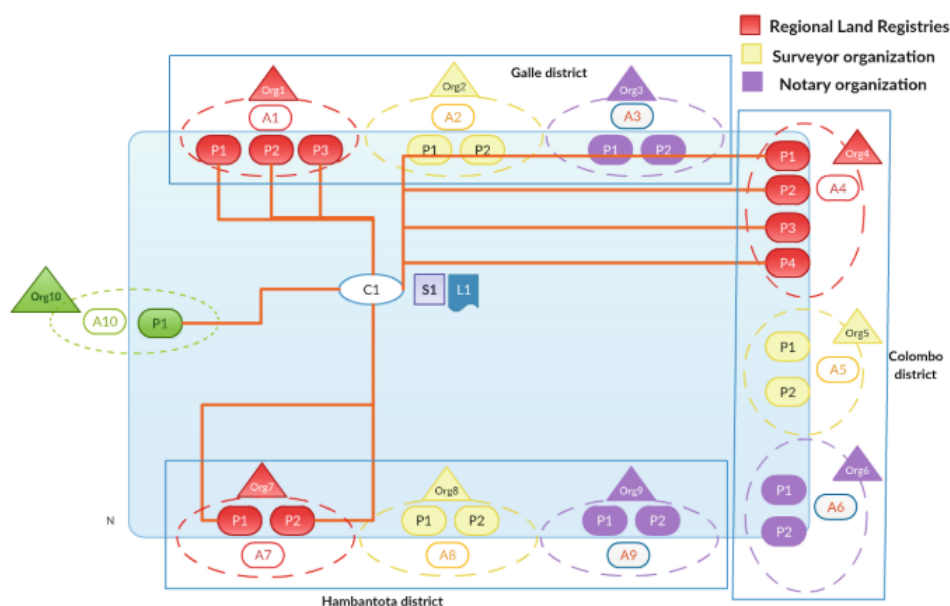 Regional Land Registries
Surveyor organization
Notary organization
Galle district
Org1
Org2
Org3
A1
A2
A3
P1 P2 P3
P1 P2
P1 P2
Org4
A4
P1
P2
P3
P4
C1
S1
L1
Org10
A10
P1
Org5
A5
P1
P2
Colombo
district
Org6
A6
P1
P2
N
Org7
Org8
Org9
P1 P2
P1 P2
P1 P2
A7
A8
A9
Hambantota district